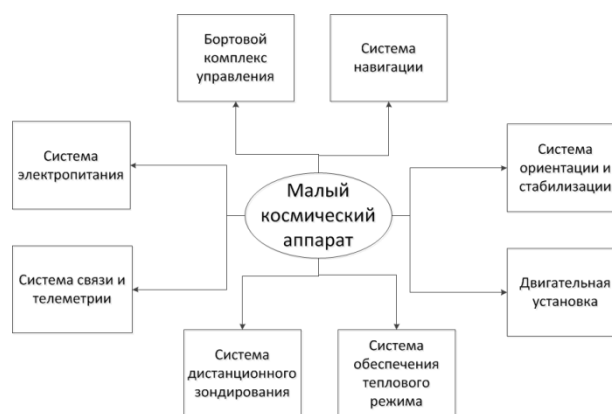 Бортовой
комплекс
управления
Система
навигации
Система
электропитания
Система
ориентации и
стабилизации
Малый
космический
аппарат
Система связи и
телеметрии
Двигательная
установка
Система
дистанционного
зондирования
Система
обеспечения
теплового
режима